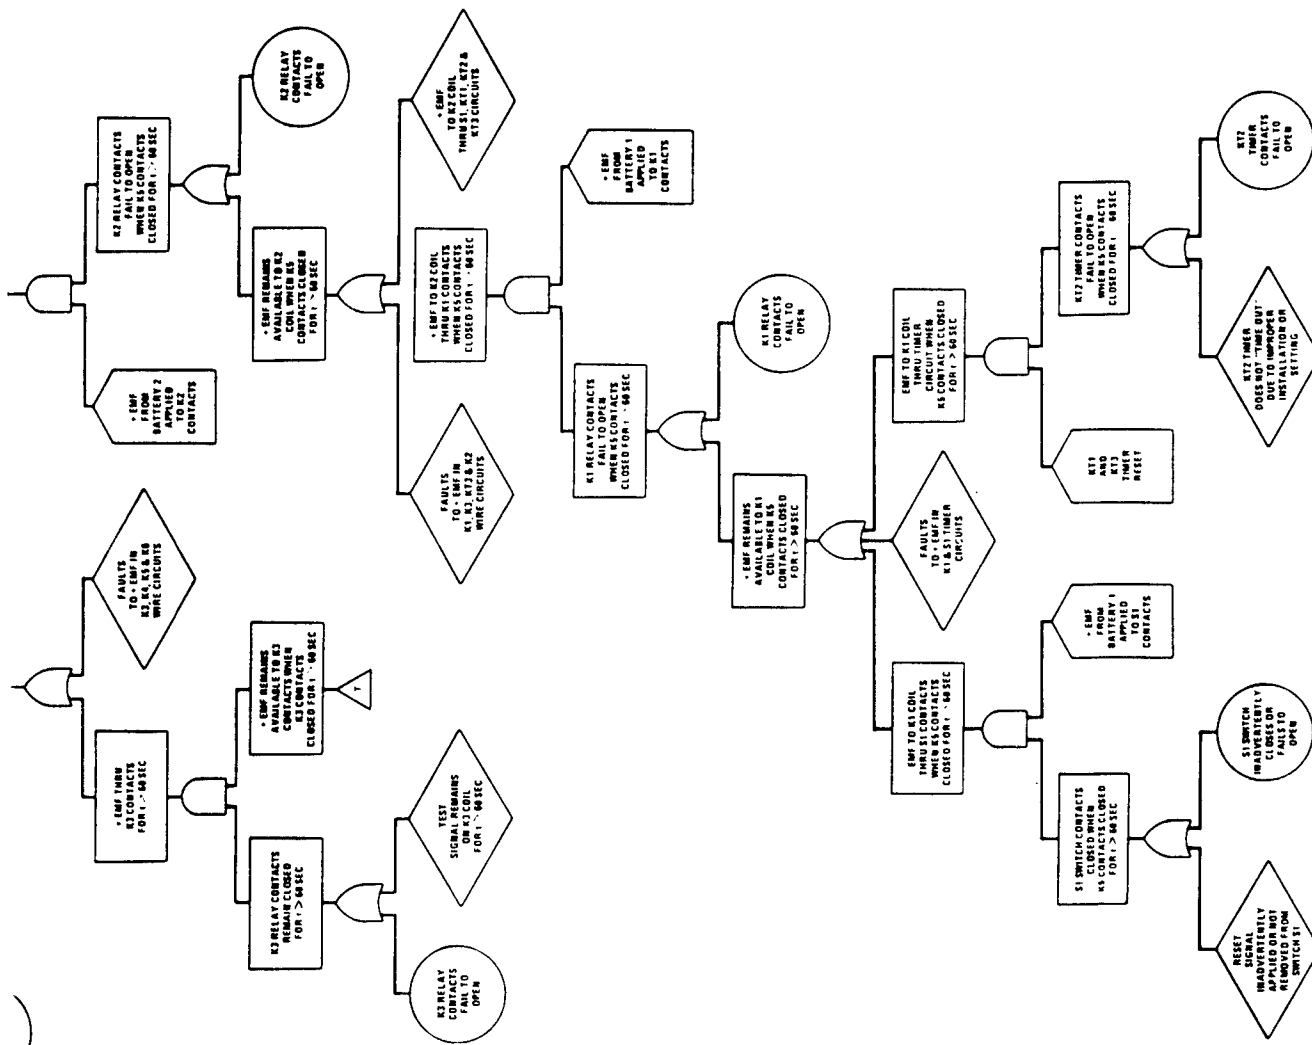 K2 RELAY
CONTACTS
FAIL TO
OPEN
K2 RELAY CONTACTS
FAIL TO OPEN
WHEN K5 CONTACTS
CLOSED FOR t > 60 SEC
+ EMF
FROM
BATTERY 2
APPLIED
TO K2
CONTACTS
+ EMF REMAINS
AVAILABLE TO K2
COIL WHEN K5
CONTACTS CLOSED
FOR t > 60 SEC
+ EMF
TO K2 COIL
THRU S1, KT1, KT2 &
KT3 CIRCUITS
+ EMF TO K2 COIL
THRU K1 CONTACTS
WHEN K5 CONTACTS
CLOSED FOR t > 60 SEC
FAULTS
TO + EMF IN
K1, K3, KT3 & K2
WIRE CIRCUITS
+ EMF
FROM
BATTERY 1
APPLIED
TO K1
CONTACTS
K1 RELAY CONTACTS
FAIL TO OPEN
WHEN K5 CONTACTS
CLOSED FOR t > 60 SEC
K1 RELAY
CONTACTS
FAIL TO
OPEN
+ EMF REMAINS
AVAILABLE TO K1
COIL WHEN K5
CONTACTS CLOSED
FOR t > 60 SEC
EMF TO K1 COIL
THRU TIMER
CIRCUIT WHEN
K5 CONTACTS CLOSED
FOR t > 60 SEC
FAULTS
TO + EMF IN
K1 & S1 TIMER
CIRCUITS
EMF TO K1 COIL
THRU S1 CONTACTS
WHEN K5 CONTACTS
CLOSED FOR t > 60 SEC
KT2 TIMER CONTACTS
FAIL TO OPEN
WHEN K5 CONTACTS
CLOSED FOR t 60 SEC
KT1
AND
KT3
TIMER
RESET
KT2
TIMER
CONTACTS
FAIL TO
OPEN
KT2 TIMER
DOES NOT "TIME OUT"
DUE TO IMPROPER
INSTALLATION OR
SETTING
+ EMF
FROM
BATTERY 1
APPLIED
TO S1
CONTACTS
S1 SWITCH CONTACTS
CLOSED WHEN
K5 CONTACTS CLOSED
FOR t > 60 SEC
S1 SWITCH
INADVERTENTLY
CLOSES OR
FAILS TO
OPEN
RESET
SIGNAL
INADVERTENTLY
APPLIED OR NOT
REMOVED FROM
SWITCH S1
FAULTS
TO + EMF IN
K3, K4, K5 & K6
WIRE CIRCUITS
+ EMF THRU
K3 CONTACTS
FOR t > 60 SEC
+ EMF REMAINS
AVAILABLE TO K3
CONTACTS WHEN
K3 CONTACTS
CLOSED FOR t > 60 SEC
K3 RELAY CONTACTS
REMAIN CLOSED
FOR t > 60 SEC
TEST
SIGNAL REMAINS
ON K3 COIL
FOR t > 60 SEC
K3 RELAY
CONTACTS
FAIL TO
OPEN